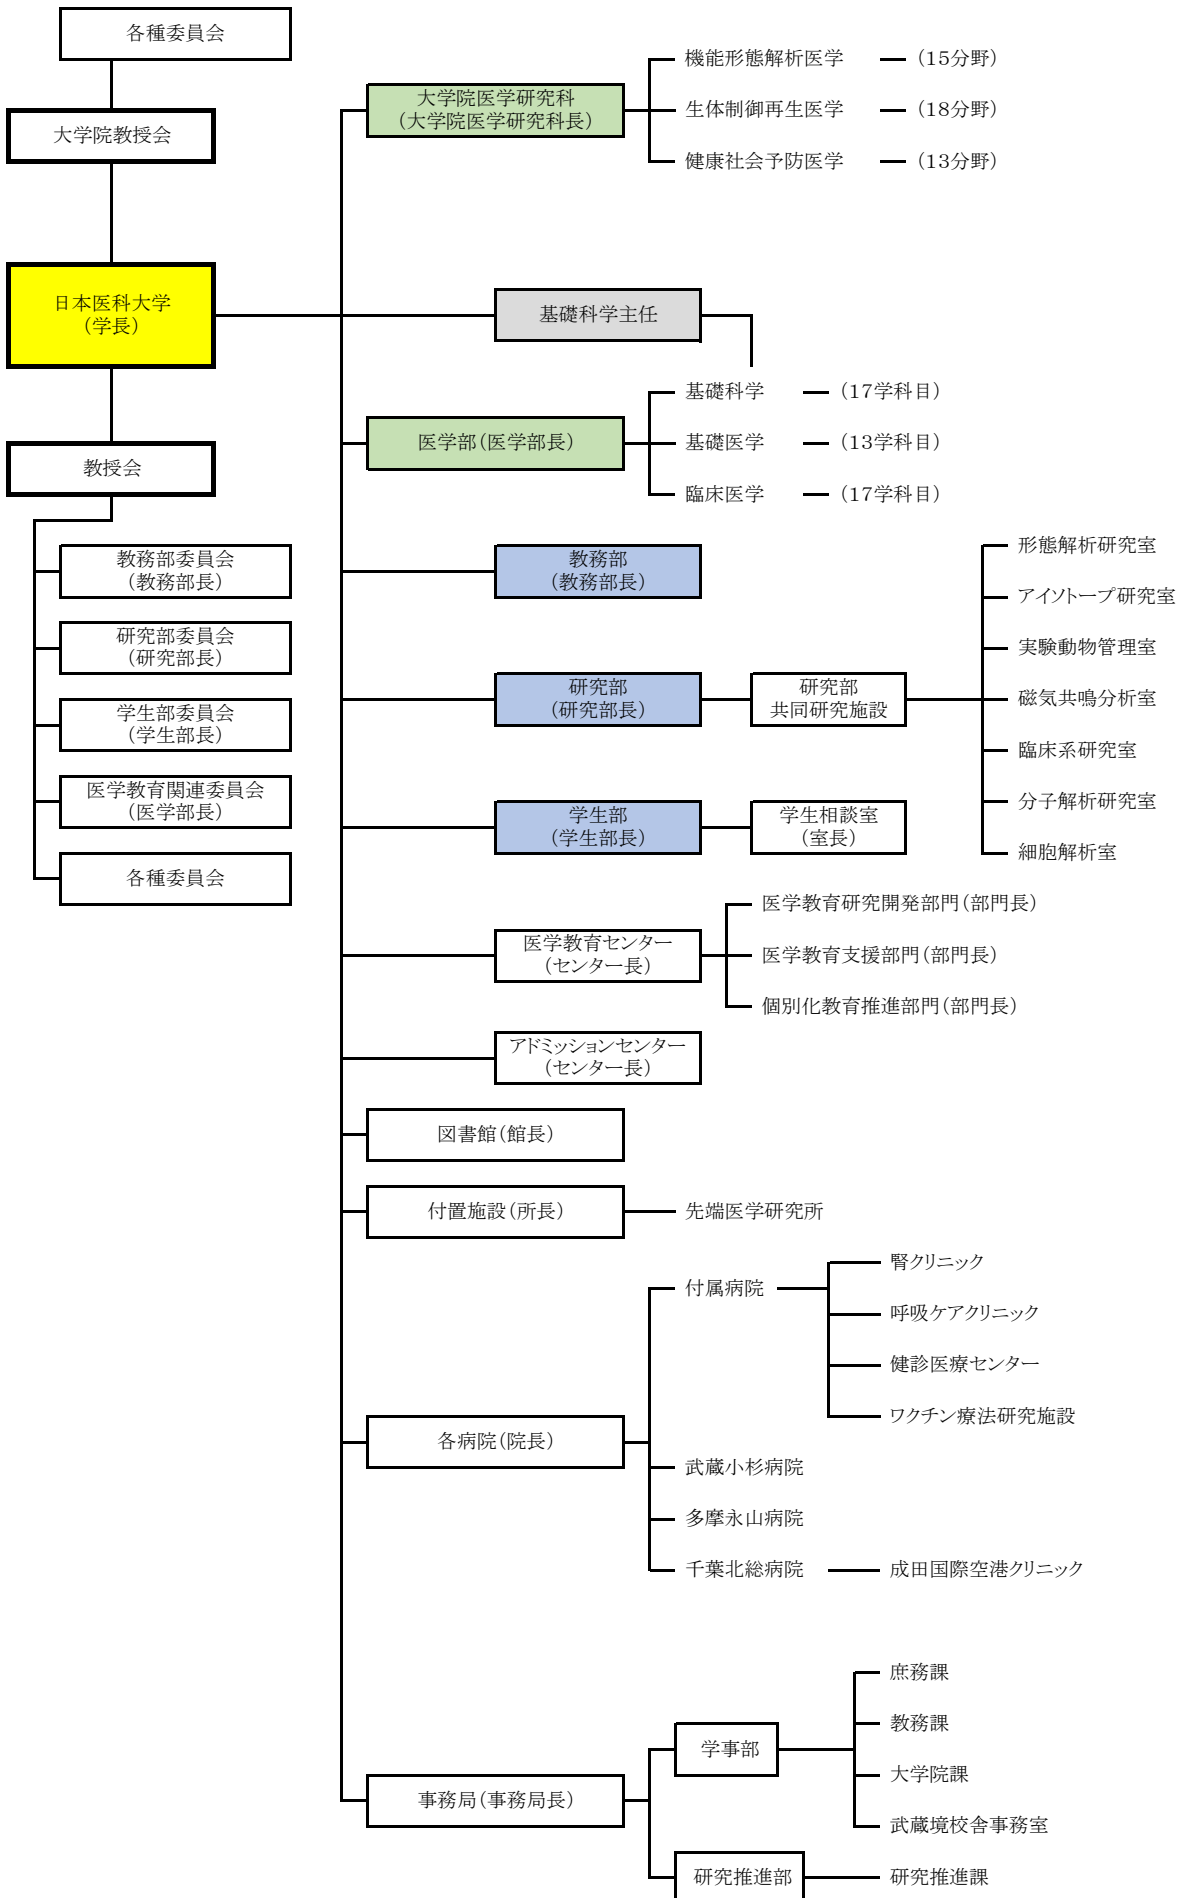 各種委員会
大学院教授会
日本医科大学
(学長)
教授会
教務部委員会
(教務部長)
研究部委員会
(研究部長)
学生部委員会
(学生部長)
医学教育関連委員会
(医学部長)
各種委員会
大学院医学研究科
(大学院医学研究科長)
機能形態解析医学 (15分野)
生体制御再生医学 (18分野)
健康社会予防医学 (13分野)
基礎科学主任
医学部(医学部長)
基礎科学 (17学科目)
基礎医学 (13学科目)
臨床医学 (17学科目)
教務部
(教務部長)
研究部
(研究部長)
研究部
共同研究施設
形態解析研究室
アイソトープ研究室
実験動物管理室
磁気共鳴分析室
臨床系研究室
分子解析研究室
細胞解析室
学生部
(学生部長)
学生相談室
(室長)
医学教育センター
(センター長)
医学教育研究開発部門(部門長)
医学教育支援部門(部門長)
個別化教育推進部門(部門長)
アドミッションセンター
(センター長)
図書館(館長)
付置施設(所長)
先端医学研究所
各病院(院長)
付属病院
腎クリニック
呼吸ケアクリニック
健診医療センター
ワクチン療法研究施設
武蔵小杉病院
多摩永山病院
千葉北総病院
成田国際空港クリニック
事務局(事務局長)
学事部
庶務課
教務課
大学院課
武蔵境校舎事務室
研究推進部
研究推進課